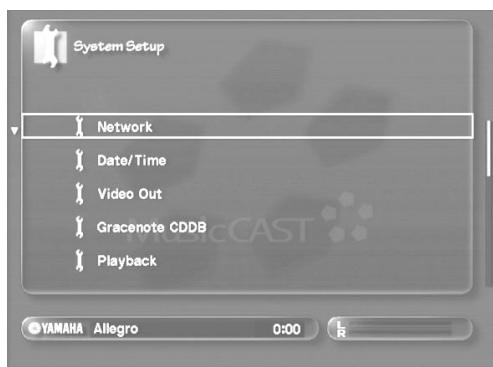 System Setup
Network
Date/Time
Video Out
Gracenote CDDB
MusicCAST
Playback
YAMAHA Allegro 0:00 L R